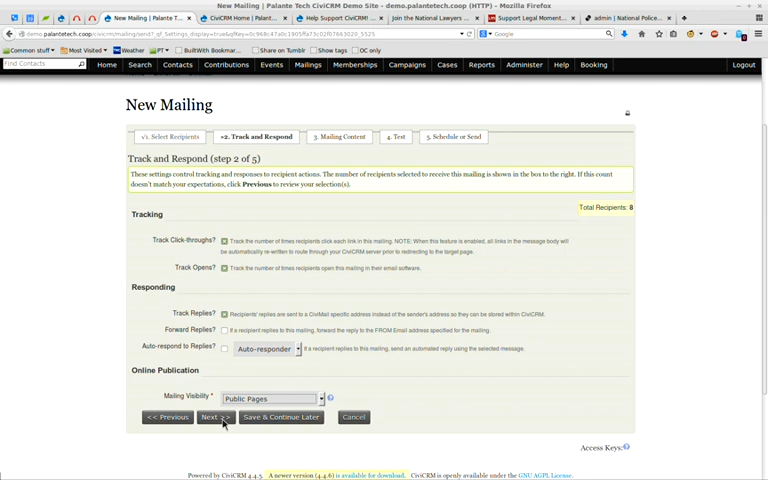 New Mailing | Palante Tech CiviCRM Demo Site - demo.palantetech.coop (HTTP) - Mozilla Firefox
New Mailing | Palante T...
CiviCRM Home | Palant...
Help Support CiviCRM! ...
Join the National Lawyers ...
Support Legal Moment...
admin | National Police...
demo.palantetech.coop
Google
Common stuff
Most Visited
Weather
PT
BuiltWith Bookmar...
Share on Tumblr
Show tags
OC only
Find Contacts
Home Search Contacts Contributions Events Mailings Memberships Campaigns Cases Reports Administer Help Booking Logout
New Mailing
√1. Select Recipients
»2. Track and Respond
3. Mailing Content
4. Test
5. Schedule or Send
Track and Respond (step 2 of 5)
These settings control tracking and responses to recipient actions. The number of recipients selected to receive this mailing is shown in the box to the right. If this count
doesn't match your expectations, click Previous to review your selection(s).
Total Recipients: 8
Tracking
Track Click-throughs? Track the number of times recipients click each link in this mailing. NOTE: When this feature is enabled, all links in the message body will
be automatically re-written to route through your CiviCRM server prior to redirecting to the target page.
Track Opens? Track the number of times recipients open this mailing in their email software.
Responding
Track Replies? Recipients' replies are sent to a CiviMail specific address instead of the sender's address so they can be stored within CiviCRM.
Forward Replies? If a recipient replies to this mailing, forward the reply to the FROM Email address specified for the mailing.
Auto-respond to Replies? Auto-responder If a recipient replies to this mailing, send an automated reply using the selected message.
Online Publication
Mailing Visibility * Public Pages
<< Previous
Next >>
Save & Continue Later
Cancel
Access Keys:
Powered by CiviCRM 4.4.5. A newer version (4.4.6) is available for download. CiviCRM is openly available under the GNU AGPL License.